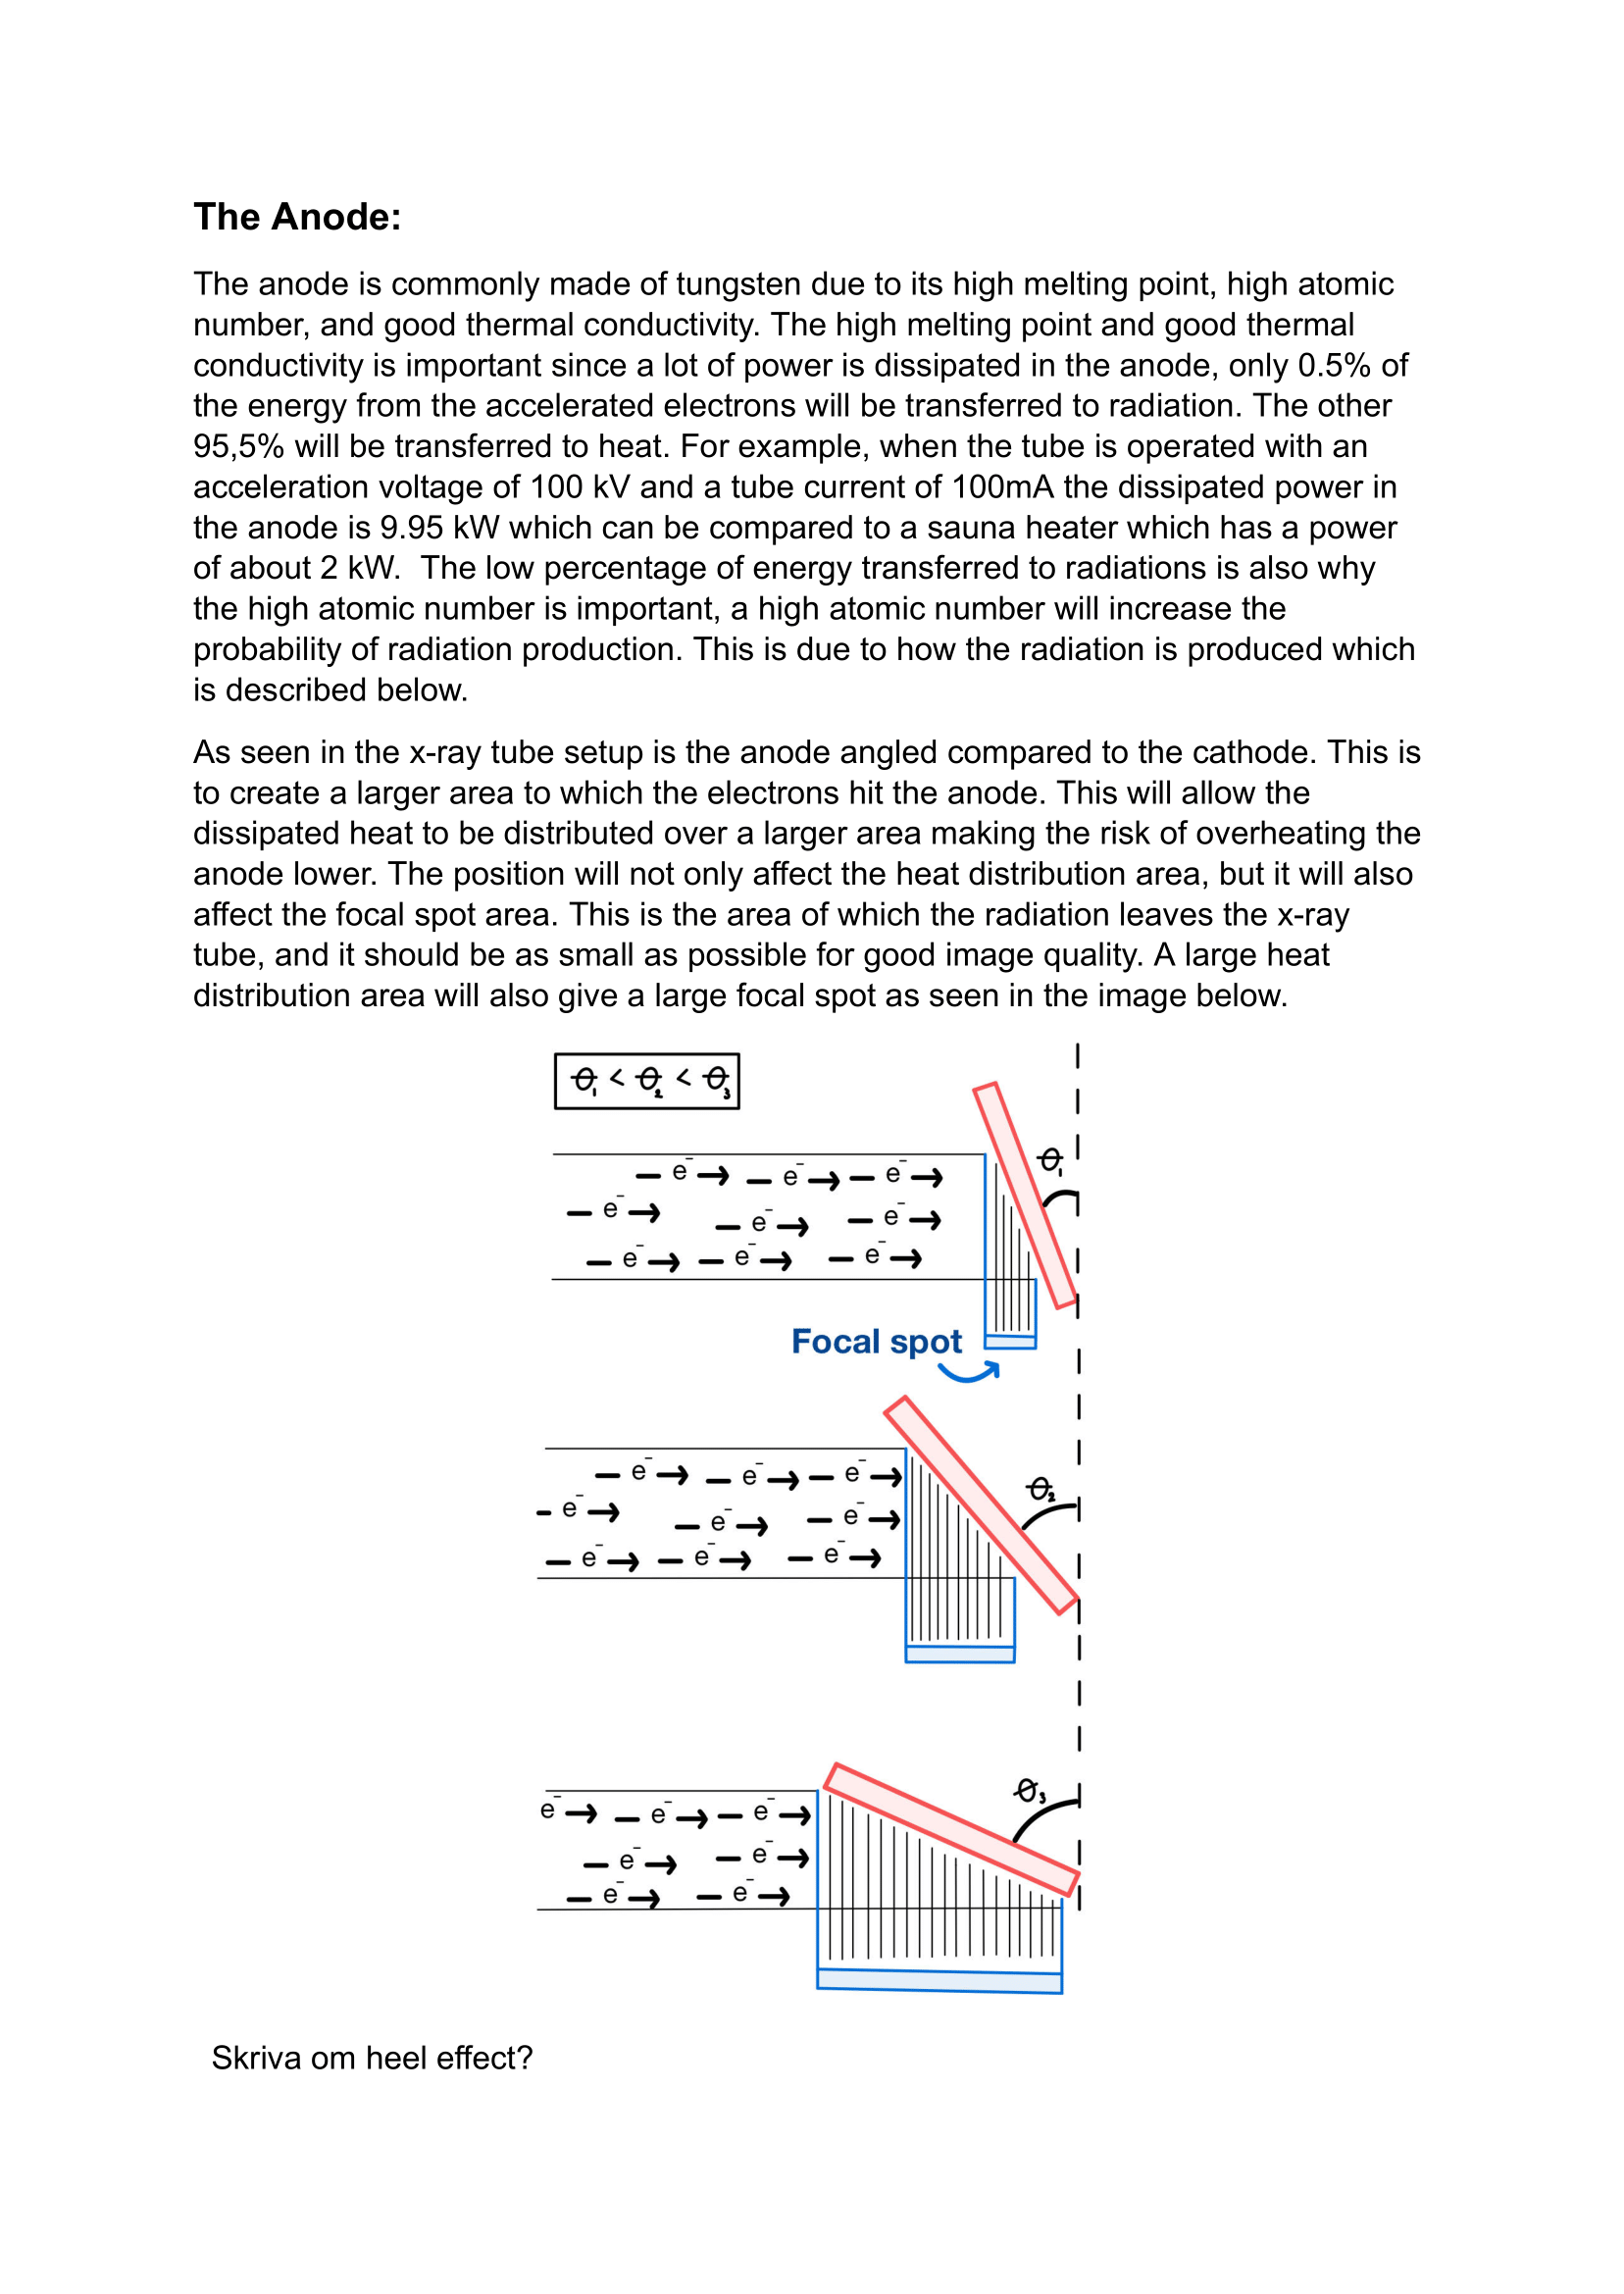 The Anode:
The anode is commonly made of tungsten due to its high melting point, high atomic
number, and good thermal conductivity. The high melting point and good thermal
conductivity is important since a lot of power is dissipated in the anode, only 0.5% of
the energy from the accelerated electrons will be transferred to radiation. The other
95,5% will be transferred to heat. For example, when the tube is operated with an
acceleration voltage of 100 kV and a tube current of 100mA the dissipated power in
the anode is 9.95 kW which can be compared to a sauna heater which has a power
of about 2 kW.  The low percentage of energy transferred to radiations is also why
the high atomic number is important, a high atomic number will increase the
probability of radiation production. This is due to how the radiation is produced which
is described below.
As seen in the x-ray tube setup is the anode angled compared to the cathode. This is
to create a larger area to which the electrons hit the anode. This will allow the
dissipated heat to be distributed over a larger area making the risk of overheating the
anode lower. The position will not only affect the heat distribution area, but it will also
affect the focal spot area. This is the area of which the radiation leaves the x-ray
tube, and it should be as small as possible for good image quality. A large heat
distribution area will also give a large focal spot as seen in the image below.
θ₁ < θ₂ < θ₃
θ₁
e⁻ e⁻ e⁻
e⁻ e⁻ e⁻
e⁻ e⁻ e⁻
Focal spot
θ₂
e⁻ e⁻ e⁻
e⁻ e⁻ e⁻
e⁻ e⁻ e⁻
θ₃
e⁻ e⁻ e⁻
e⁻ e⁻
e⁻ e⁻
Skriva om heel effect?